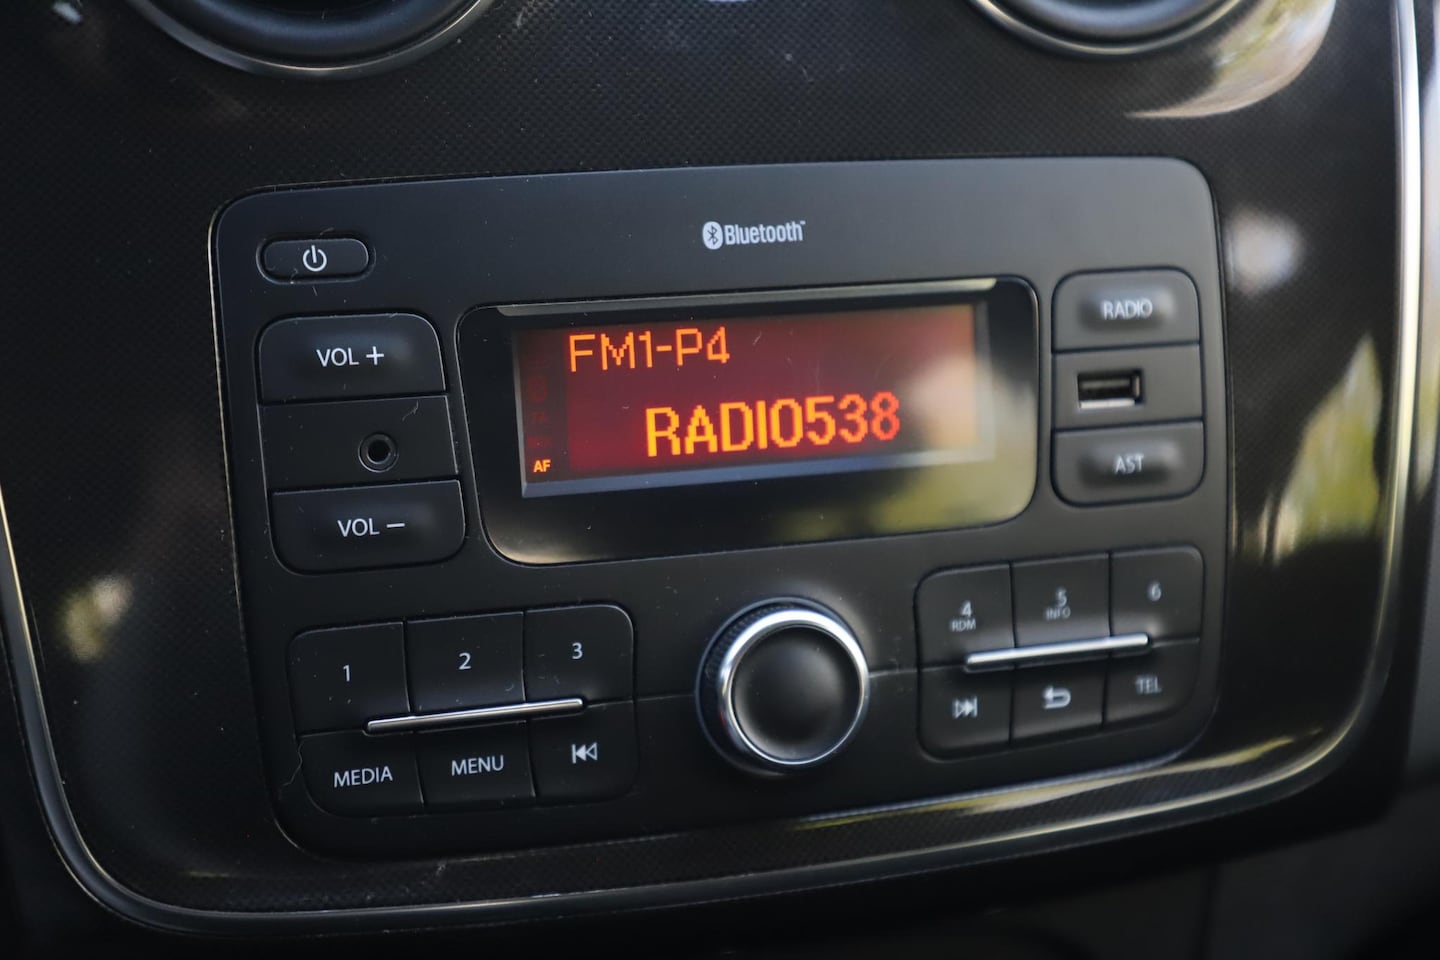 Bluetooth™
VOL +
FM1-P4
RADIO538
AF
RADIO
AST
VOL −
1
2
3
MEDIA
MENU
4
RDM
5
INFO
6
TEL